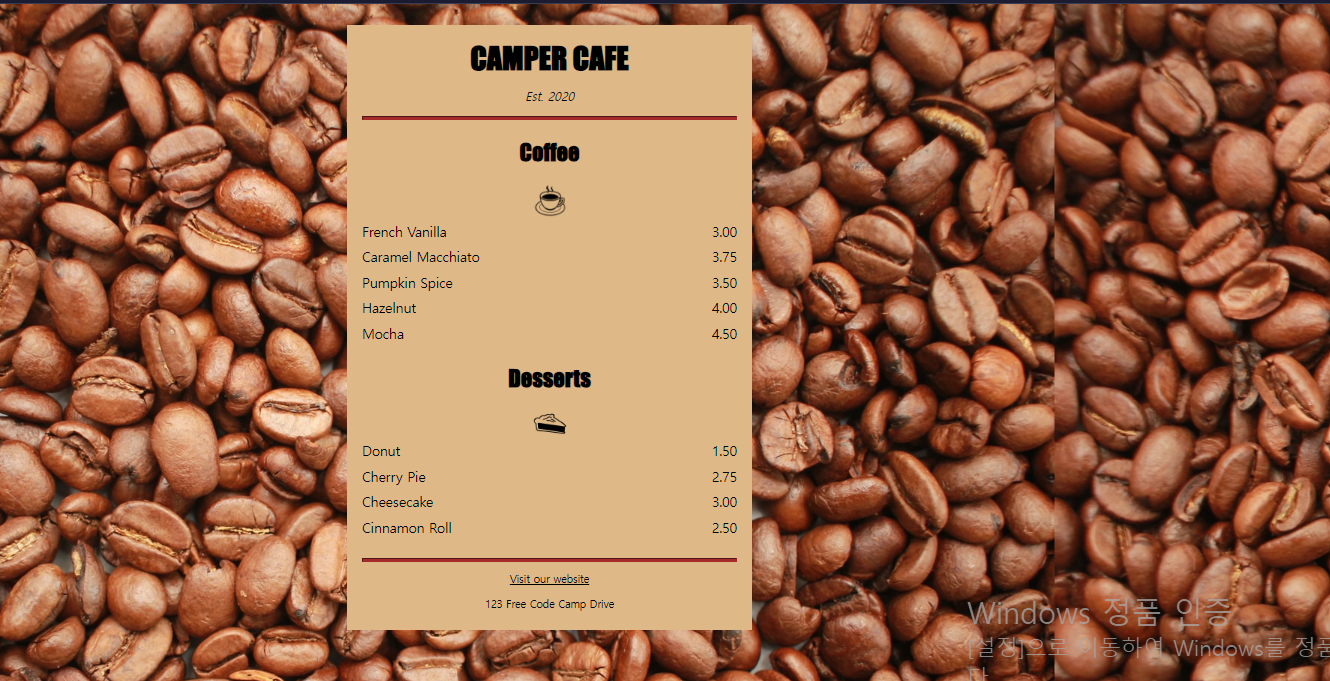 CAMPER CAFE
Est. 2020
Coffee
French Vanilla 3.00
Caramel Macchiato 3.75
Pumpkin Spice 3.50
Hazelnut 4.00
Mocha 4.50
Desserts
Donut 1.50
Cherry Pie 2.75
Cheesecake 3.00
Cinnamon Roll 2.50
Visit our website
123 Free Code Camp Drive
Windows 정품 인증
[설정]으로 이동하여 Windows를 정품